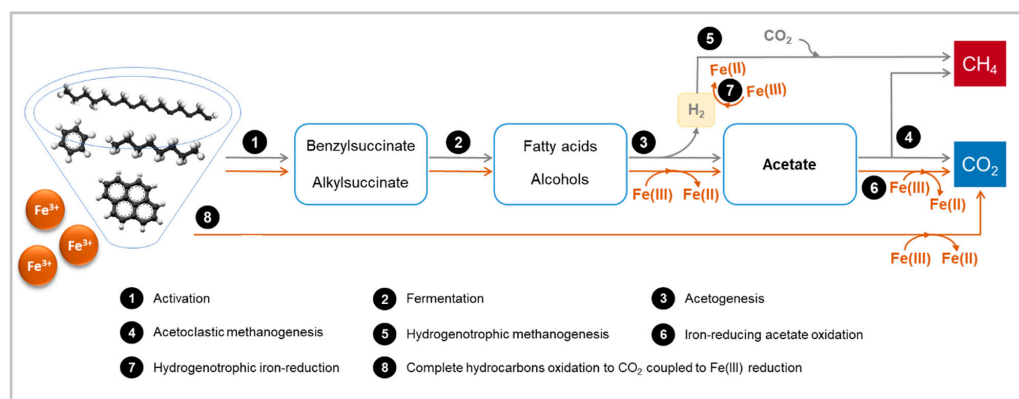 5
CO₂
Fe(II)
CH₄
7
Fe(III)
H₂
1
Benzylsuccinate
Alkylsuccinate
2
Fatty acids
Alcohols
3
Acetate
4
CO₂
Fe(III)
Fe(II)
6
Fe(III)
Fe(II)
Fe³⁺
Fe³⁺
Fe³⁺
8
Fe(III)
Fe(II)
1 Activation
2 Fermentation
3 Acetogenesis
4 Acetoclastic methanogenesis
5 Hydrogenotrophic methanogenesis
6 Iron-reducing acetate oxidation
7 Hydrogenotrophic iron-reduction
8 Complete hydrocarbons oxidation to CO₂ coupled to Fe(III) reduction